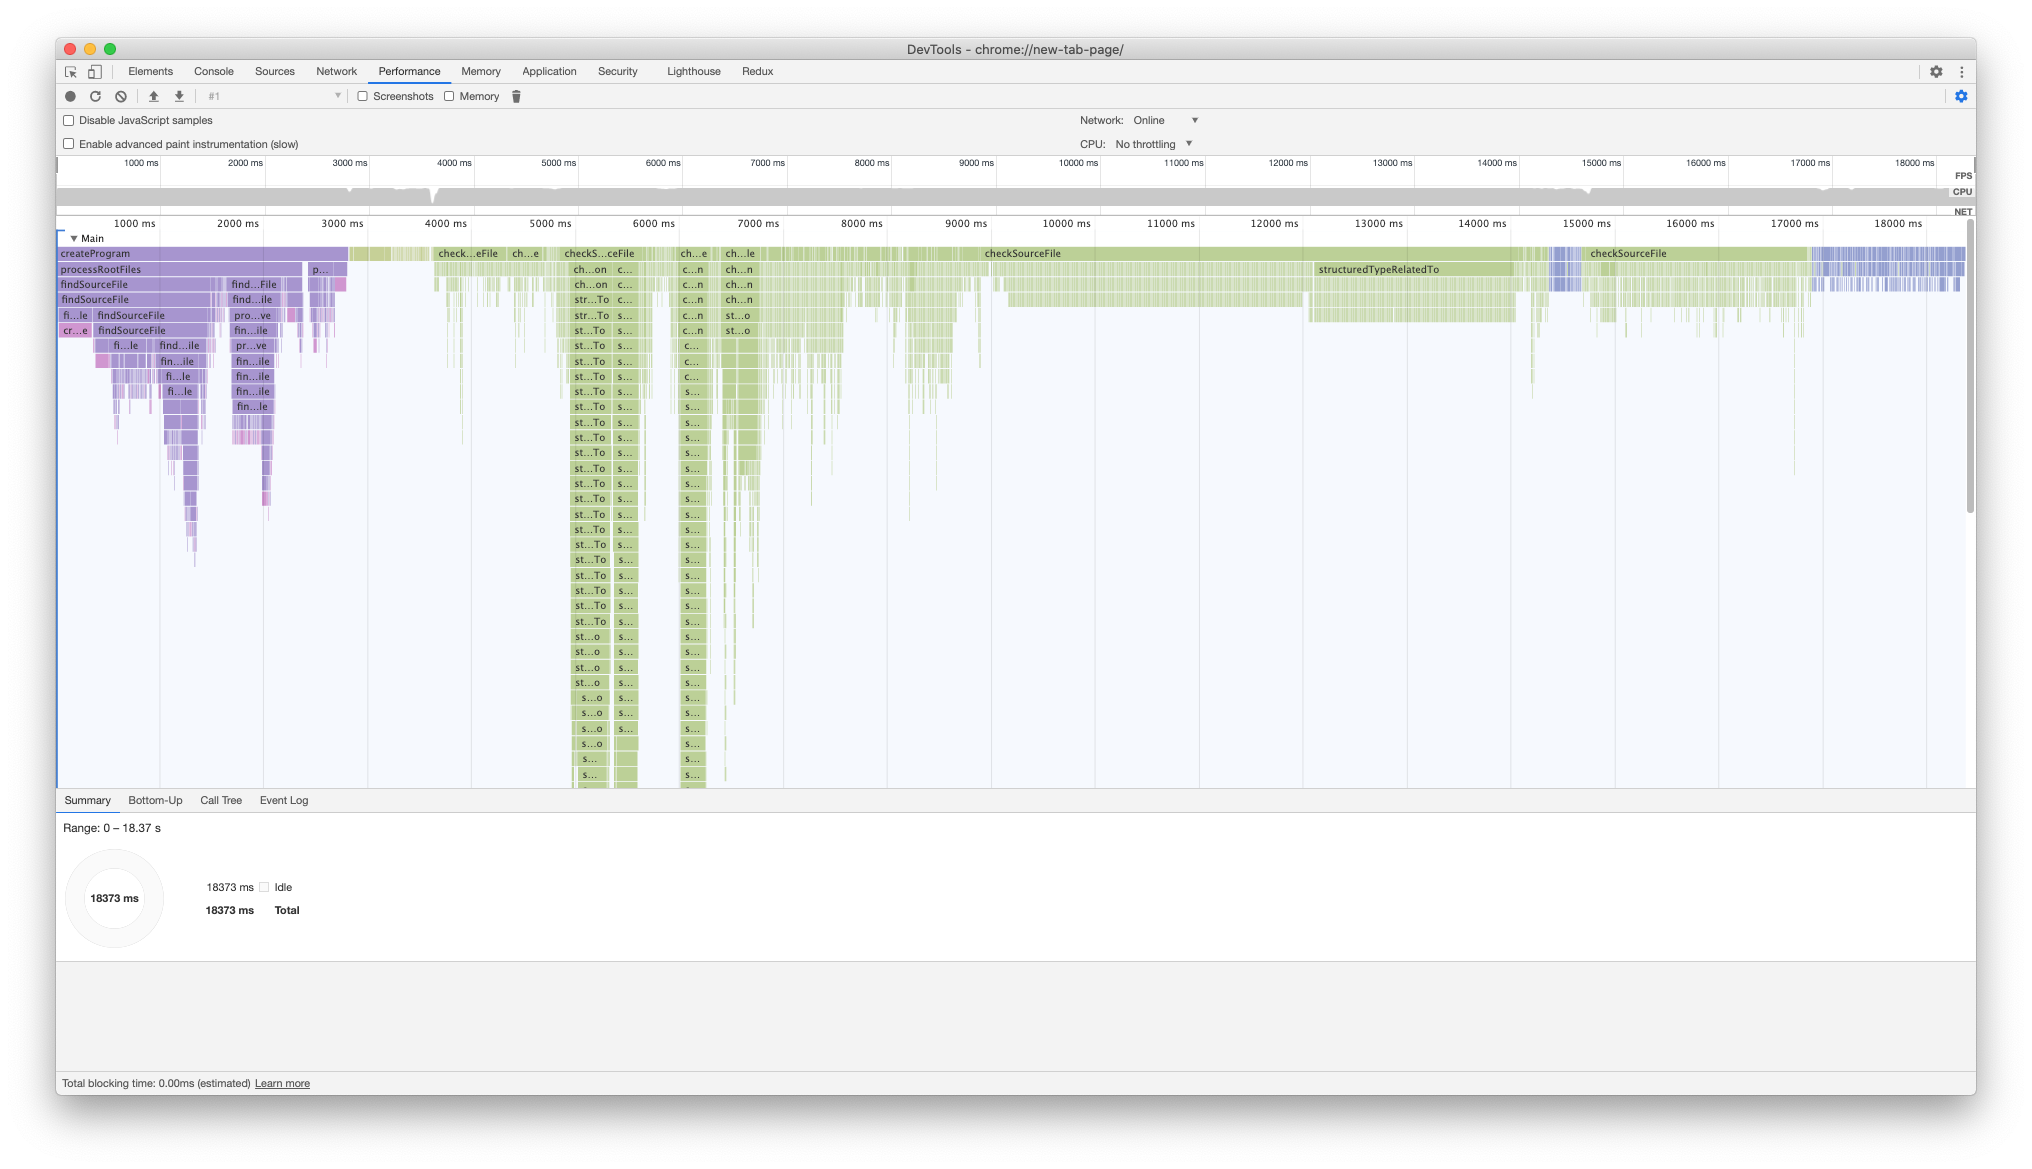 DevTools - chrome://new-tab-page/
Elements Console Sources Network Performance Memory Application Security Lighthouse Redux
#1 Screenshots Memory
Disable JavaScript samples Network: Online
Enable advanced paint instrumentation (slow) CPU: No throttling
1000 ms 2000 ms 3000 ms 4000 ms 5000 ms 6000 ms 7000 ms 8000 ms 9000 ms 10000 ms 11000 ms 12000 ms 13000 ms 14000 ms 15000 ms 16000 ms 17000 ms 18000 ms
FPS
CPU
NET
1000 ms 2000 ms 3000 ms 4000 ms 5000 ms 6000 ms 7000 ms 8000 ms 9000 ms 10000 ms 11000 ms 12000 ms 13000 ms 14000 ms 15000 ms 16000 ms 17000 ms 18000 ms
Main
createProgram check...eFile ch...e checkS...ceFile ch...e ch...le checkSourceFile checkSourceFile
processRootFiles p... ch...on c... c...n ch...n structuredTypeRelatedTo
findSourceFile find...File ch...on c... c...n ch...n
findSourceFile find...ile str...To c... c...n ch...n
fi...le findSourceFile pro...ve str...To c... c...n st...o
cr...e findSourceFile fin...ile st...To s... c...n st...o
fi...le find...ile pr...ve st...To s... c...
fin...ile fin...ile st...To s... c...
fi...le fin...ile st...To s... c...
fi...le fin...ile st...To s... s...
fin...le st...To s... s...
st...To s... s...
st...To s... s...
st...To s... s...
st...To s... s...
st...To s... s...
st...To s... s...
st...To s... s...
st...To s... s...
st...To s... s...
st...To s... s...
st...To s... s...
st...To s... s...
st...To s... s...
st...To s... s...
st...o s... s...
st...o s... s...
st...o s... s...
st...o s... s...
s...o s... s...
s...o s... s...
s...o s... s...
s...o s...
s... s...
s... s...
Summary Bottom-Up Call Tree Event Log
Range: 0 – 18.37 s
18373 ms
18373 ms Idle
18373 ms Total
Total blocking time: 0.00ms (estimated) Learn more